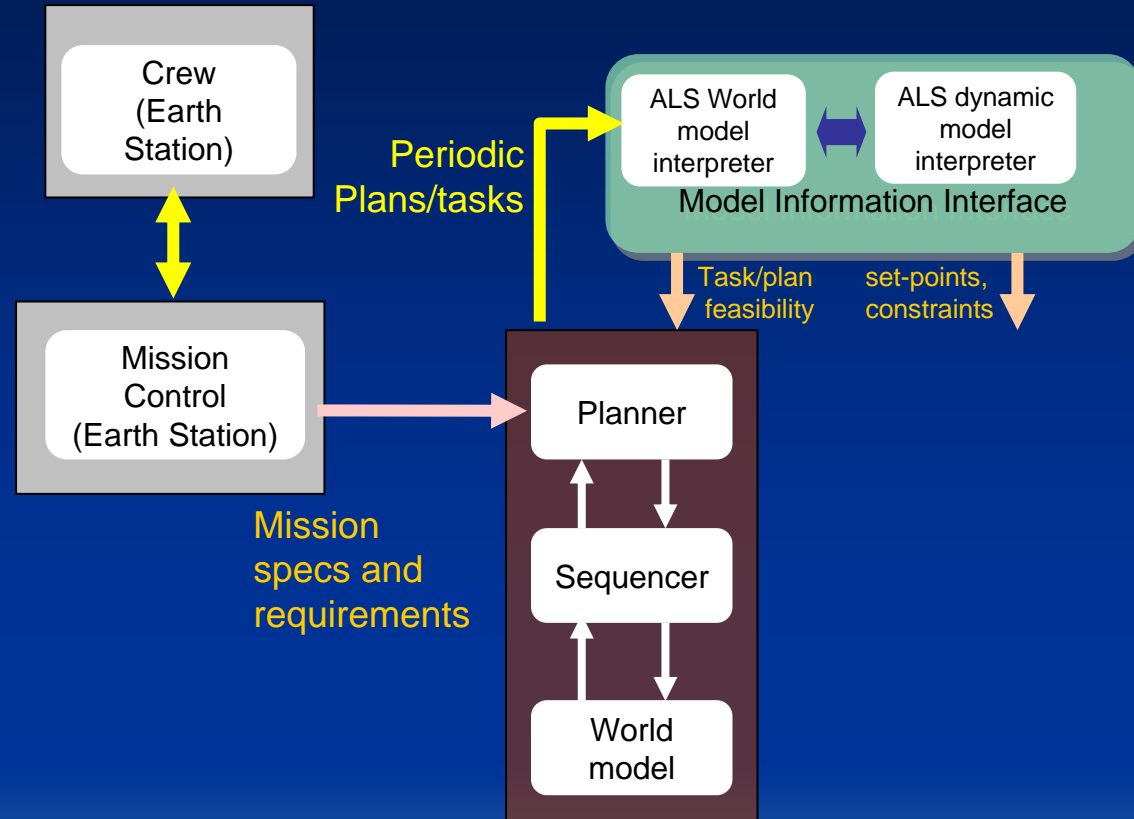 Crew
(Earth
Station)
Periodic
Plans/tasks
ALS World
model
interpreter
ALS dynamic
model
interpreter
Model Information Interface
Task/plan
feasibility
set-points,
constraints
Mission
Control
(Earth Station)
Mission
specs and
requirements
Planner
Sequencer
World
model